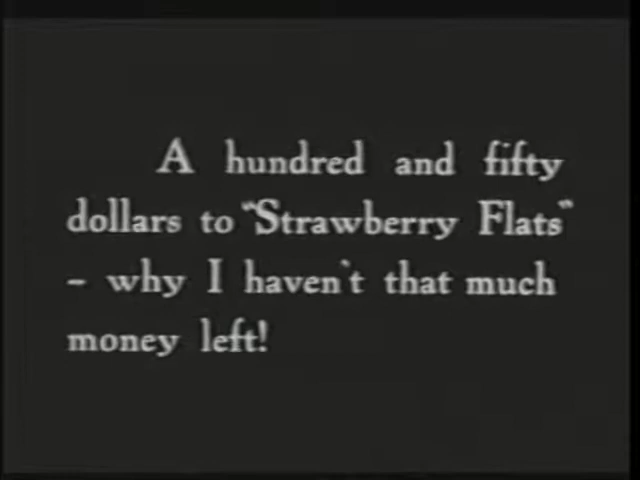 A hundred and fifty
dollars to "Strawberry Flats"
- why I haven't that much
money left!